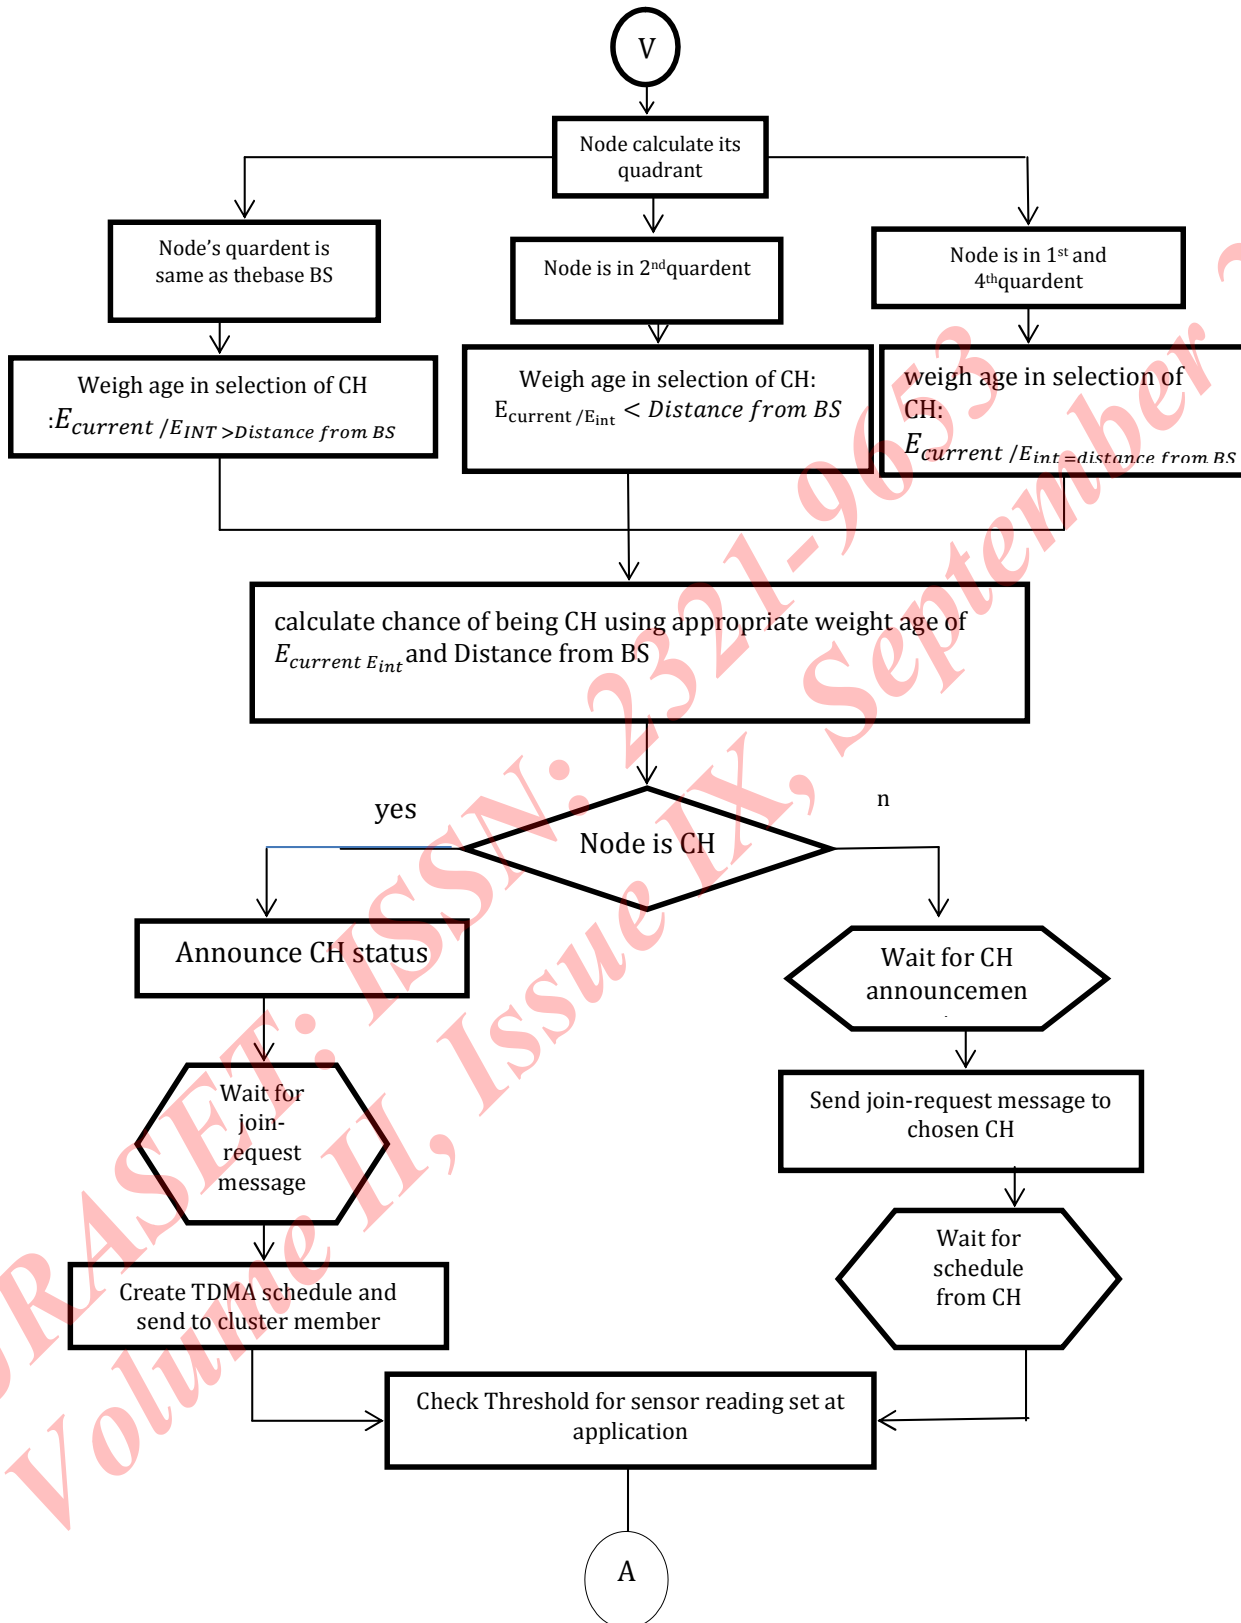 V
Node calculate its
quadrant
Node's quardent is
same as thebase BS
Node is in 2nd quardent
Node is in 1st and
4th quardent
Weigh age in selection of CH
:Ecurrent /EINT >Distance from BS
Weigh age in selection of CH:
Ecurrent /Eint < Distance from BS
weigh age in selection of
CH:
Ecurrent /Eint =distance from BS
calculate chance of being CH using appropriate weight age of
Ecurrent Eint and Distance from BS
yes
n
Node is CH
Announce CH status
Wait for CH
announcemen
Wait for
join-
request
message
Send join-request message to
chosen CH
Wait for
schedule
from CH
Create TDMA schedule and
send to cluster member
Check Threshold for sensor reading set at
application
A
RASET: ISSN: 2321-9653
Volume II, Issue IX, September